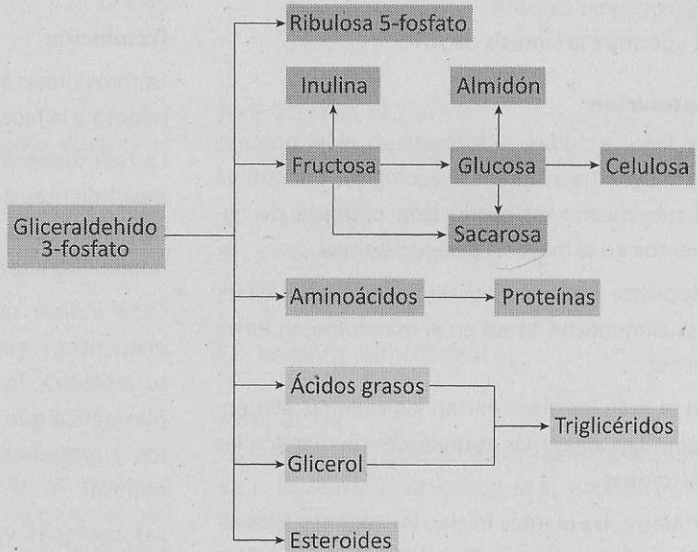 Ribulosa 5-fosfato
Inulina
Almidón
Fructosa
Glucosa
Celulosa
Gliceraldehído
3-fosfato
Sacarosa
Aminoácidos
Proteínas
Ácidos grasos
Triglicéridos
Glicerol
Esteroides